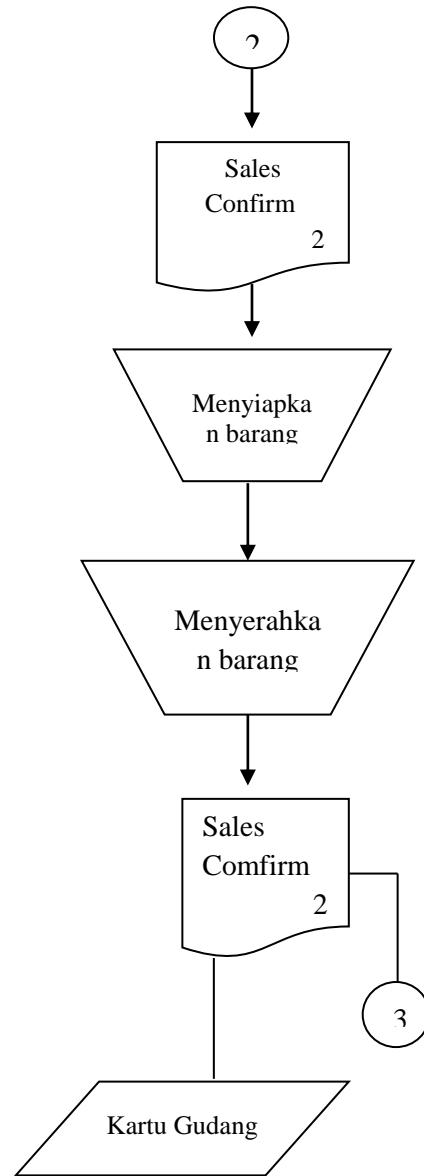 2
Sales
Confirm
2
Menyiapka
n barang
Menyerahka
n barang
Sales
Comfirm
2
3
Kartu Gudang